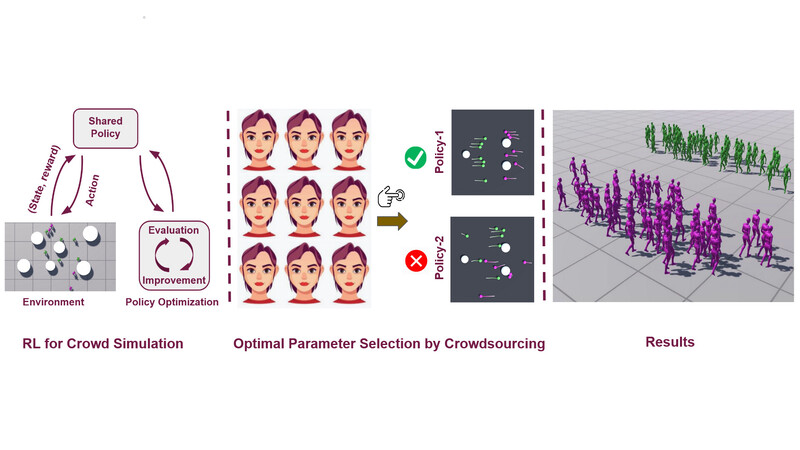 Shared
Policy
(State, reward)
Action
Evaluation
Improvement
Environment
Policy Optimization
RL for Crowd Simulation
Policy-1
Policy-2
Optimal Parameter Selection by Crowdsourcing
Results